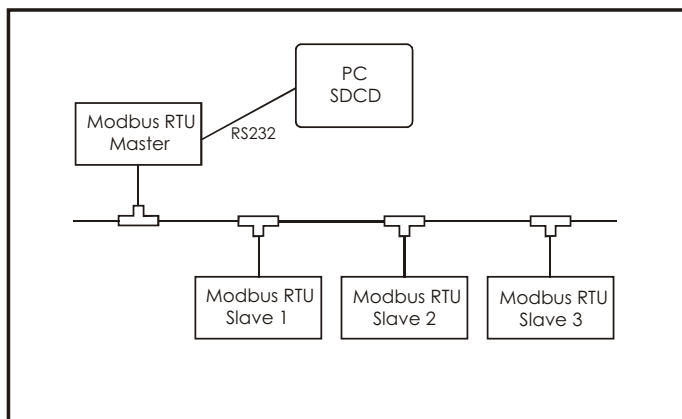 PC
SDCD
Modbus RTU
Master
RS232
Modbus RTU
Slave 1
Modbus RTU
Slave 2
Modbus RTU
Slave 3